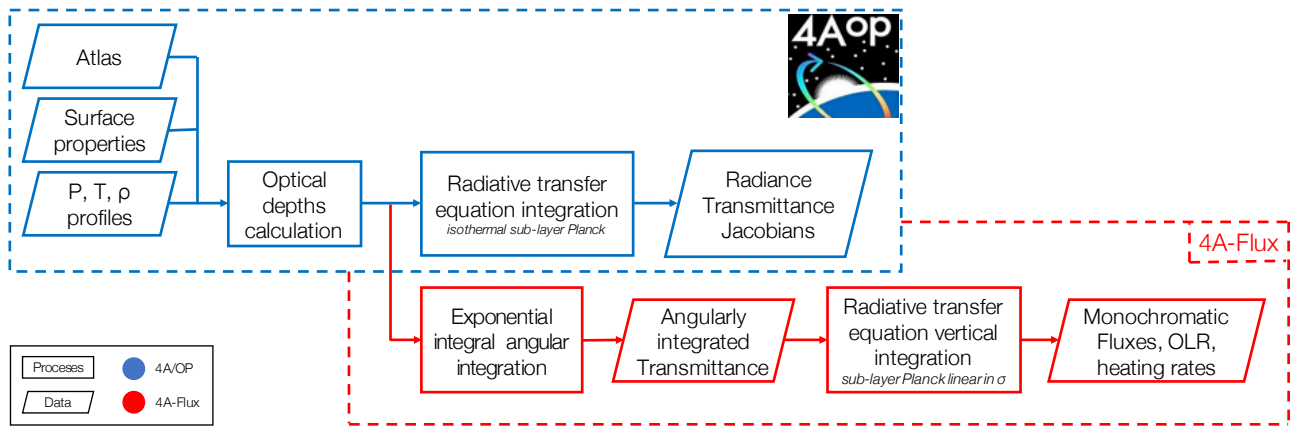 4AOP
Atlas
Surface
properties
P, T, ρ
profiles
Optical
depths
calculation
Radiative transfer
equation integration
isothermal sub-layer Planck
Radiance
Transmittance
Jacobians
4A-Flux
Exponential
integral angular
integration
Angularly
integrated
Transmittance
Radiative transfer
equation vertical
integration
sub-layer Planck linear in σ
Monochromatic
Fluxes, OLR,
heating rates
Proceses
4A/OP
Data
4A-Flux